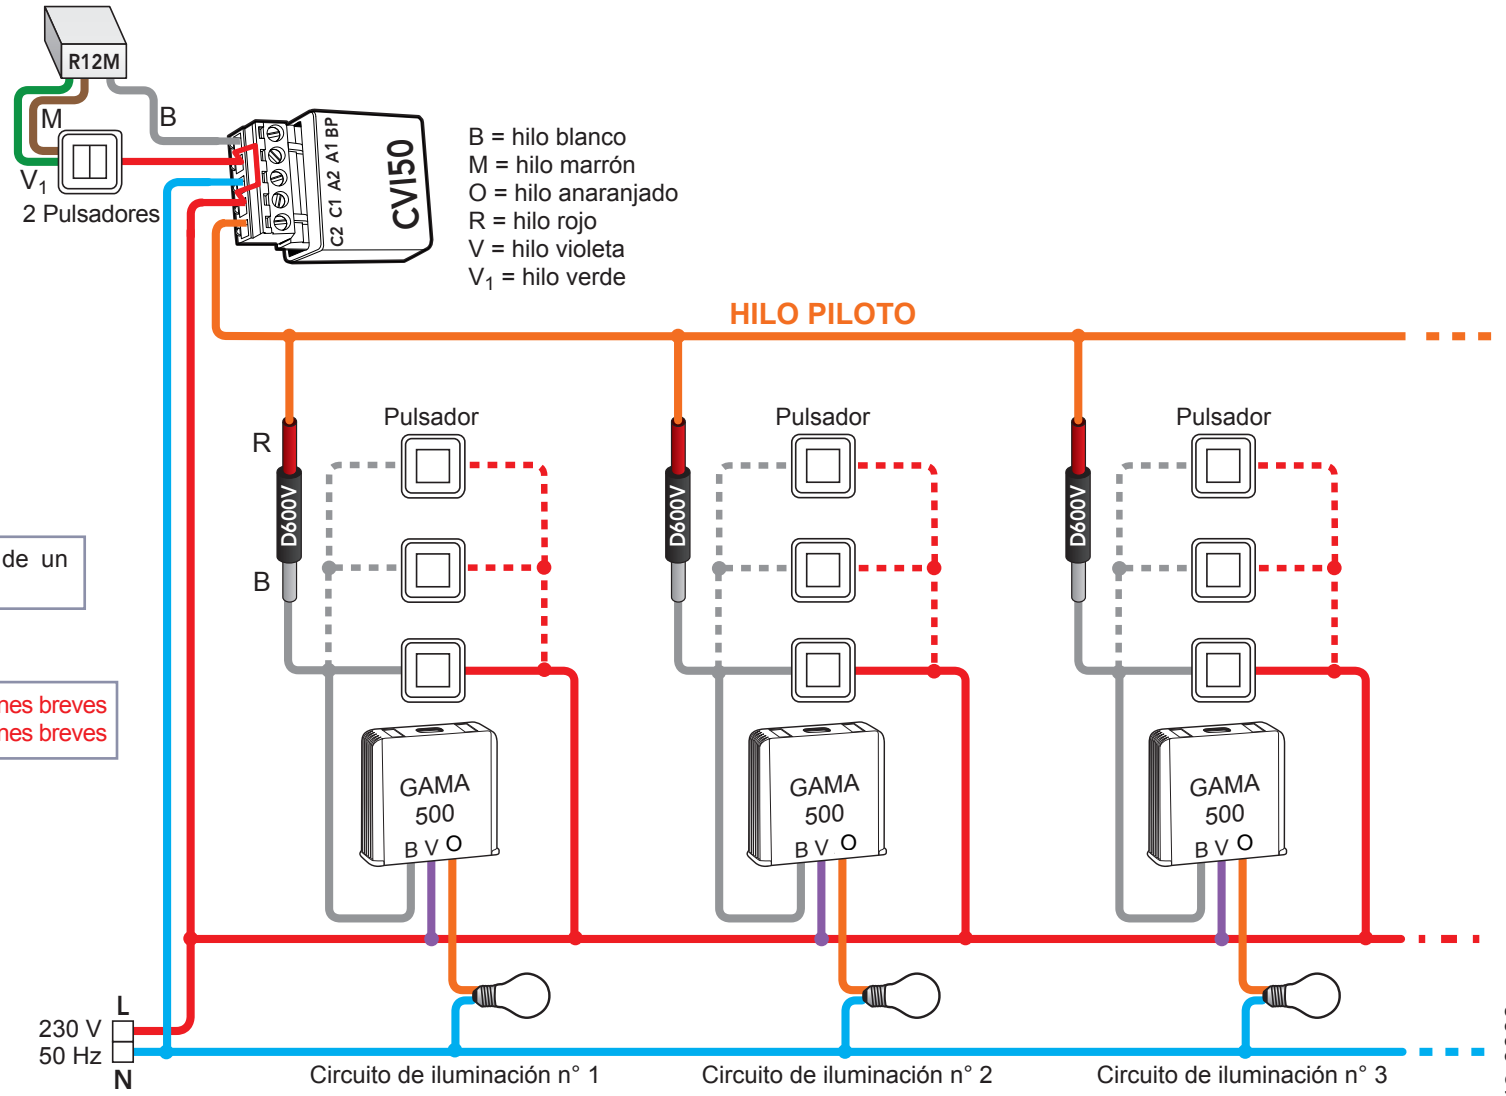 R12M
M
B
V₁
2 Pulsadores
BP
A1
A2
C1
C2
CVI50
B = hilo blanco
M = hilo marrón
O = hilo anaranjado
R = hilo rojo
V = hilo violeta
V₁ = hilo verde
HILO PILOTO
Pulsador
Pulsador
Pulsador
R
D600V
B
D600V
D600V
de un
nes breves
nes breves
GAMA
500
B V O
GAMA
500
B V O
GAMA
500
B V O
L
230 V
50 Hz
N
Circuito de iluminación n° 1
Circuito de iluminación n° 2
Circuito de iluminación n° 3